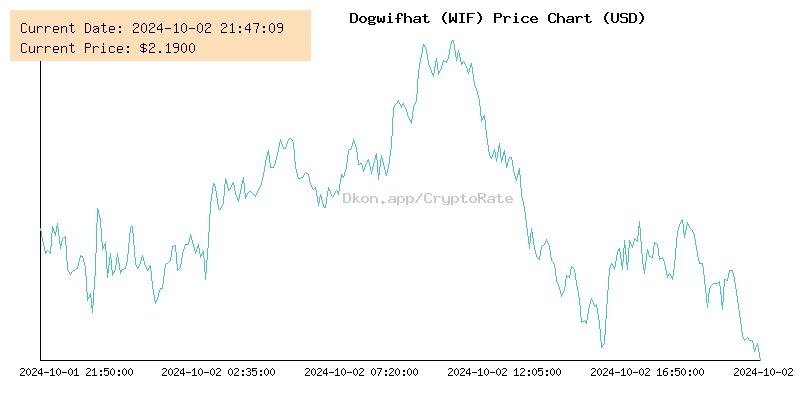 Dogwifhat (WIF) Price Chart (USD)
Current Date: 2024-10-02 21:47:09
Current Price: $2.1900
Dkon.app/CryptoRate
2024-10-01 21:50:00 2024-10-02 02:35:00 2024-10-02 07:20:00 2024-10-02 12:05:00 2024-10-02 16:50:00 2024-10-02